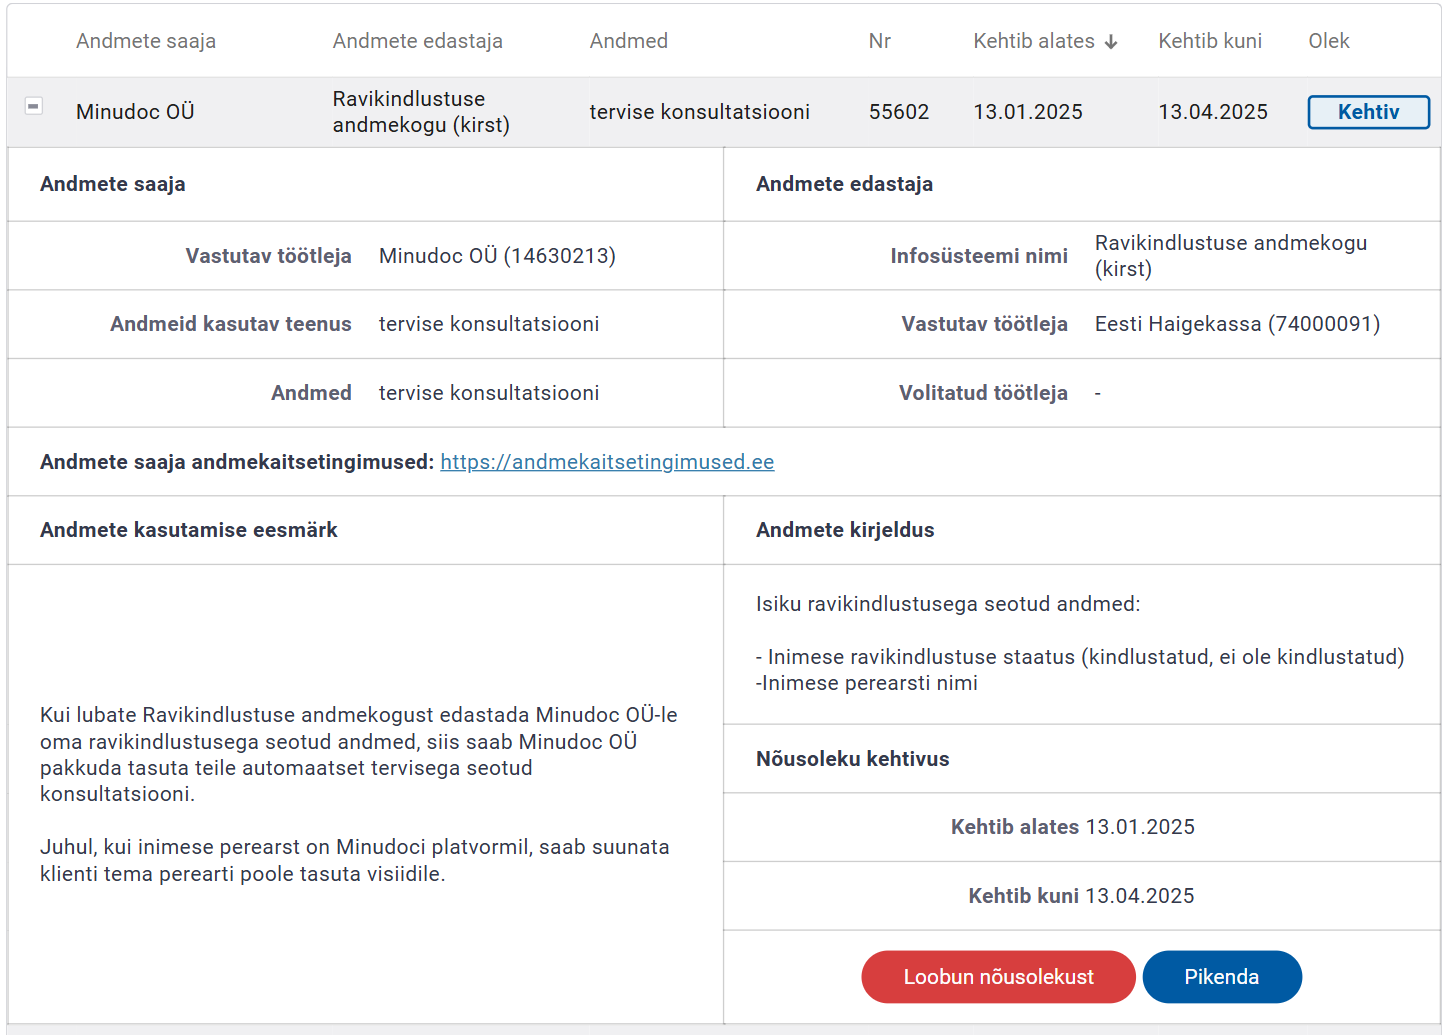 Andmete saaja Andmete edastaja Andmed Nr Kehtib alates Kehtib kuni Olek
Minudoc OÜ Ravikindlustuse andmekogu (kirst) tervise konsultatsiooni 55602 13.01.2025 13.04.2025 Kehtiv
Andmete saaja
Vastutav töötleja Minudoc OÜ (14630213)
Andmeid kasutav teenus tervise konsultatsiooni
Andmed tervise konsultatsiooni
Andmete edastaja
Infosüsteemi nimi Ravikindlustuse andmekogu
(kirst)
Vastutav töötleja Eesti Haigekassa (74000091)
Volitatud töötleja -
Andmete saaja andmekaitsetingimused: https://andmekaitsetingimused.ee
Andmete kasutamise eesmärk
Kui lubate Ravikindlustuse andmekogust edastada Minudoc OÜ-le
oma ravikindlustusega seotud andmed, siis saab Minudoc OÜ
pakkuda tasuta teile automaatset tervisega seotud
konsultatsiooni.
Juhul, kui inimese perearst on Minudoci platvormil, saab suunata
klienti tema perearti poole tasuta visiidile.
Andmete kirjeldus
Isiku ravikindlustusega seotud andmed:
- Inimese ravikindlustuse staatus (kindlustatud, ei ole kindlustatud)
-Inimese perearsti nimi
Nõusoleku kehtivus
Kehtib alates 13.01.2025
Kehtib kuni 13.04.2025
Loobun nõusolekust Pikenda